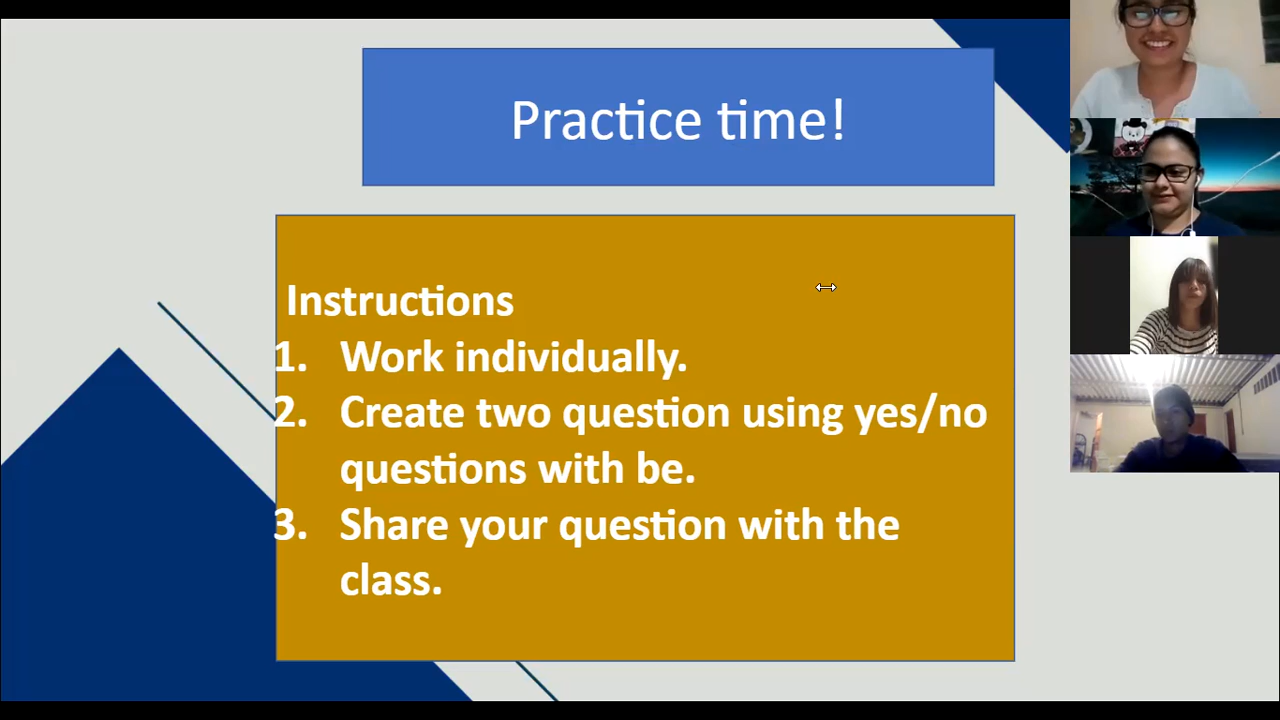 Practice time!
Instructions
1. Work individually.
2. Create two question using yes/no
questions with be.
3. Share your question with the
class.